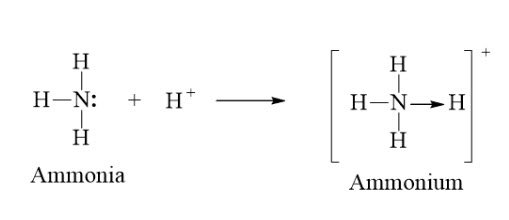 H H
H–N: + H⁺ ⟶ [H–N→H]⁺
H H
Ammonia Ammonium